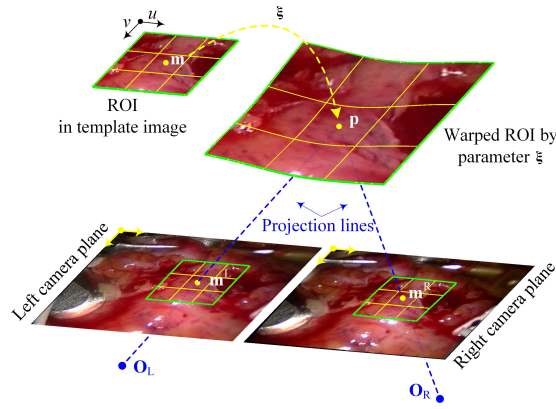 v
u
ξ
m
ROI
in template image
p
Warped ROI by
parameter ξ
Projection lines
Left camera plane
m^L
m^R
Right camera plane
O_L
O_R